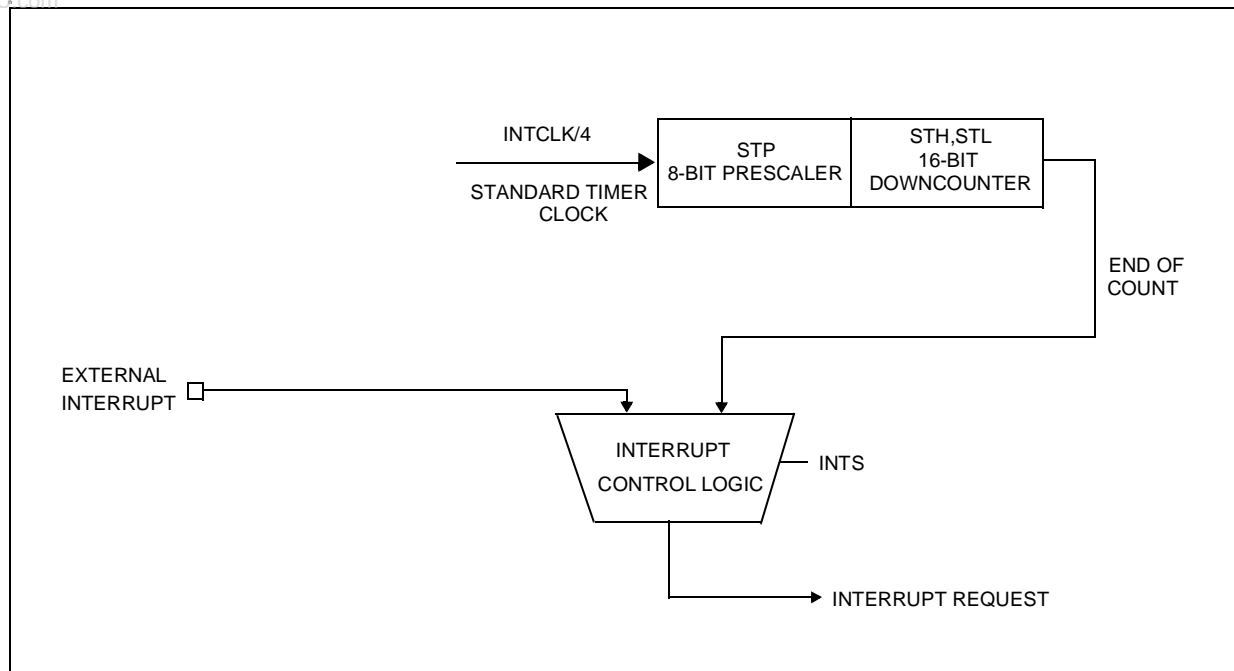 INTCLK/4
STANDARD TIMER
CLOCK
STP
8-BIT PRESCALER
STH,STL
16-BIT
DOWNCOUNTER
END OF
COUNT
EXTERNAL
INTERRUPT
INTERRUPT
CONTROL LOGIC
INTS
INTERRUPT REQUEST